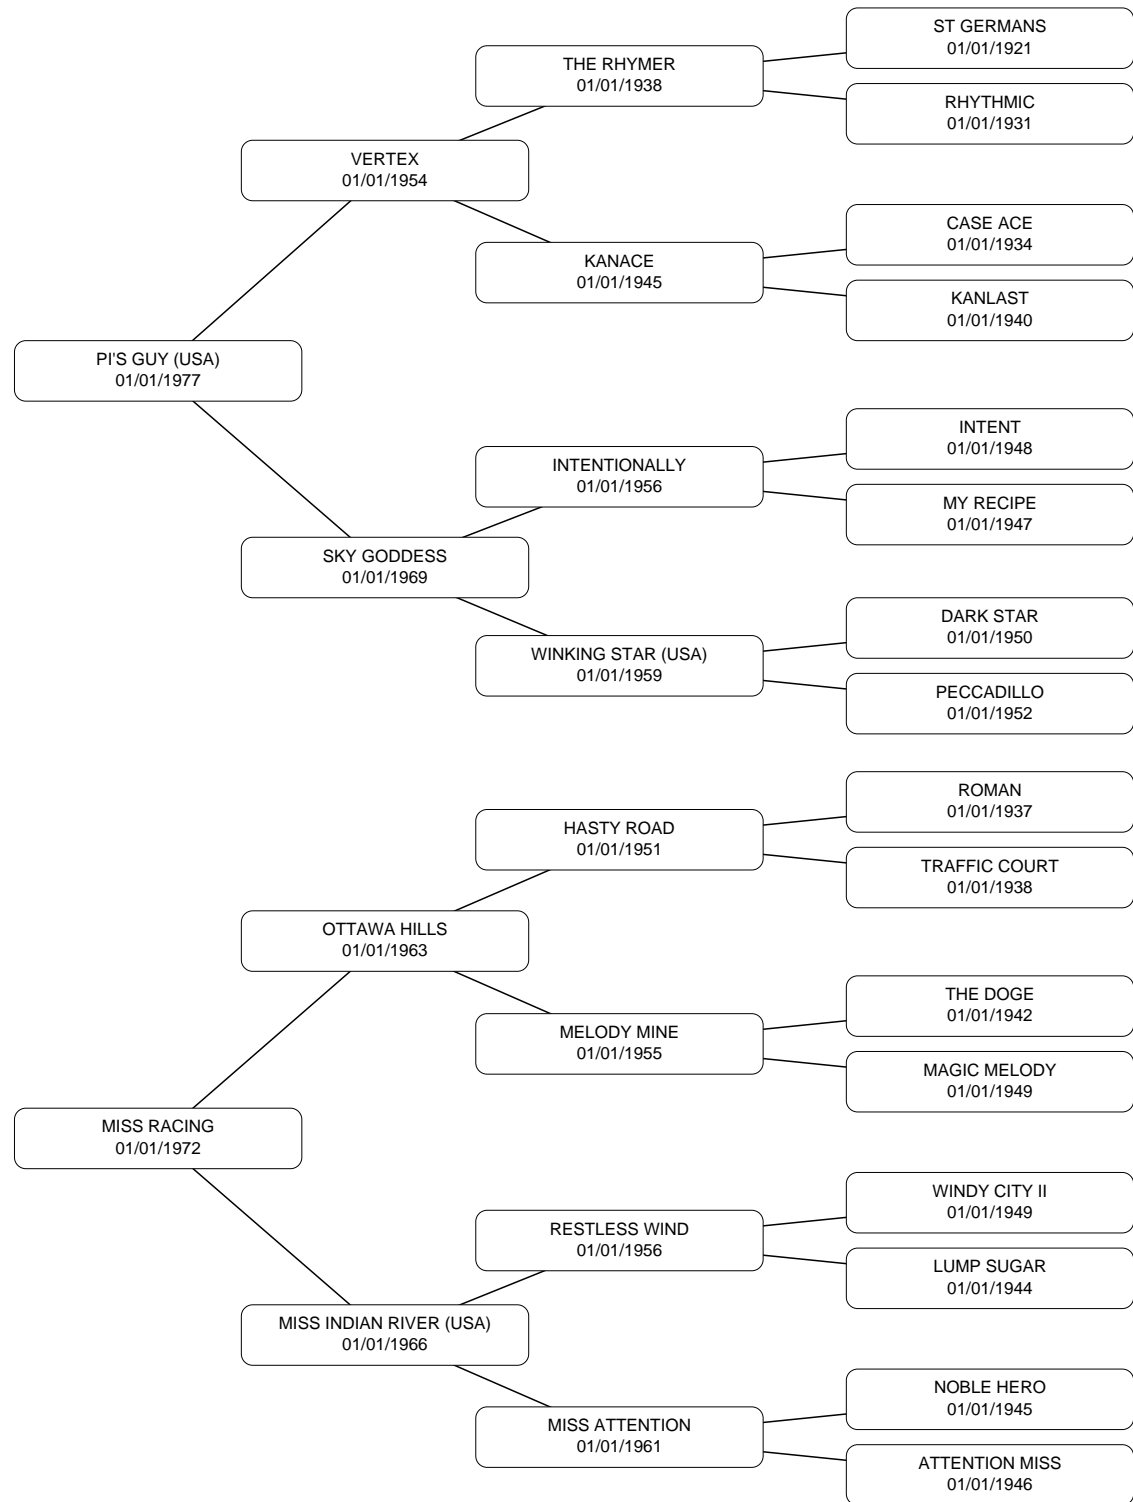 ST GERMANS
01/01/1921
THE RHYMER
01/01/1938
RHYTHMIC
01/01/1931
VERTEX
01/01/1954
CASE ACE
01/01/1934
KANACE
01/01/1945
KANLAST
01/01/1940
PI'S GUY (USA)
01/01/1977
INTENT
01/01/1948
INTENTIONALLY
01/01/1956
MY RECIPE
01/01/1947
SKY GODDESS
01/01/1969
DARK STAR
01/01/1950
WINKING STAR (USA)
01/01/1959
PECCADILLO
01/01/1952
ROMAN
01/01/1937
HASTY ROAD
01/01/1951
TRAFFIC COURT
01/01/1938
OTTAWA HILLS
01/01/1963
THE DOGE
01/01/1942
MELODY MINE
01/01/1955
MAGIC MELODY
01/01/1949
MISS RACING
01/01/1972
WINDY CITY II
01/01/1949
RESTLESS WIND
01/01/1956
LUMP SUGAR
01/01/1944
MISS INDIAN RIVER (USA)
01/01/1966
NOBLE HERO
01/01/1945
MISS ATTENTION
01/01/1961
ATTENTION MISS
01/01/1946